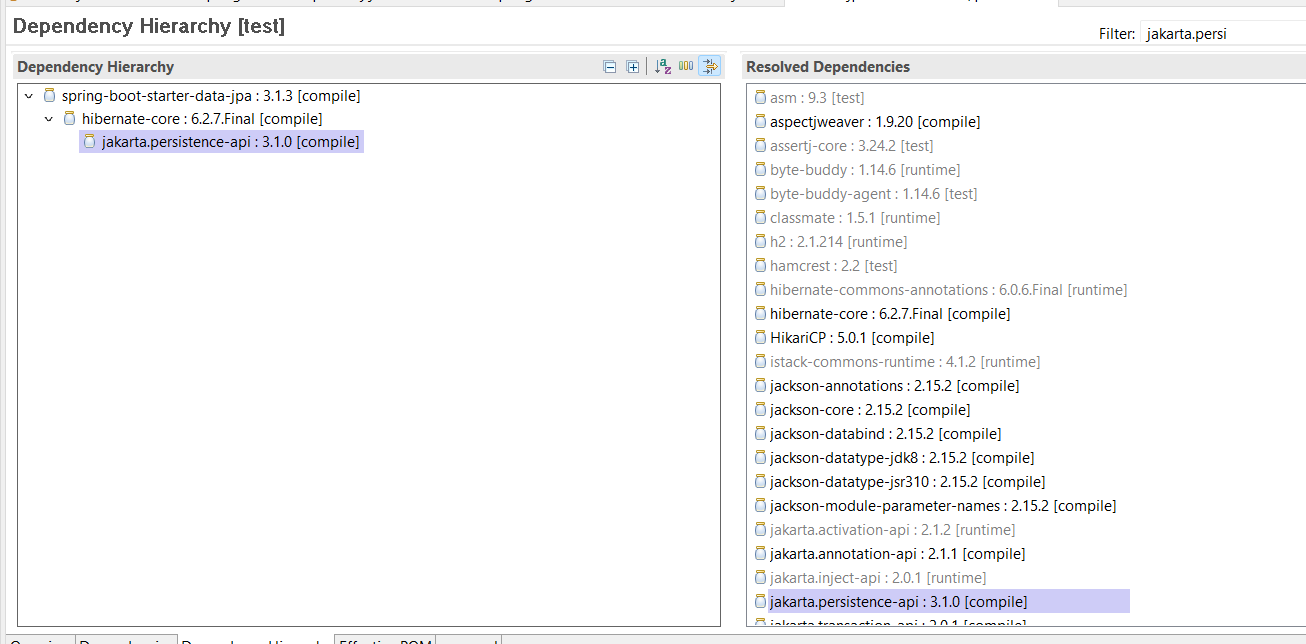 Dependency Hierarchy [test]
Filter: jakarta.persi
Dependency Hierarchy
spring-boot-starter-data-jpa : 3.1.3 [compile]
hibernate-core : 6.2.7.Final [compile]
jakarta.persistence-api : 3.1.0 [compile]
Resolved Dependencies
asm : 9.3 [test]
aspectjweaver : 1.9.20 [compile]
assertj-core : 3.24.2 [test]
byte-buddy : 1.14.6 [runtime]
byte-buddy-agent : 1.14.6 [test]
classmate : 1.5.1 [runtime]
h2 : 2.1.214 [runtime]
hamcrest : 2.2 [test]
hibernate-commons-annotations : 6.0.6.Final [runtime]
hibernate-core : 6.2.7.Final [compile]
HikariCP : 5.0.1 [compile]
istack-commons-runtime : 4.1.2 [runtime]
jackson-annotations : 2.15.2 [compile]
jackson-core : 2.15.2 [compile]
jackson-databind : 2.15.2 [compile]
jackson-datatype-jdk8 : 2.15.2 [compile]
jackson-datatype-jsr310 : 2.15.2 [compile]
jackson-module-parameter-names : 2.15.2 [compile]
jakarta.activation-api : 2.1.2 [runtime]
jakarta.annotation-api : 2.1.1 [compile]
jakarta.inject-api : 2.0.1 [runtime]
jakarta.persistence-api : 3.1.0 [compile]
jakarta.transaction-api : 2.0.1 [compile]